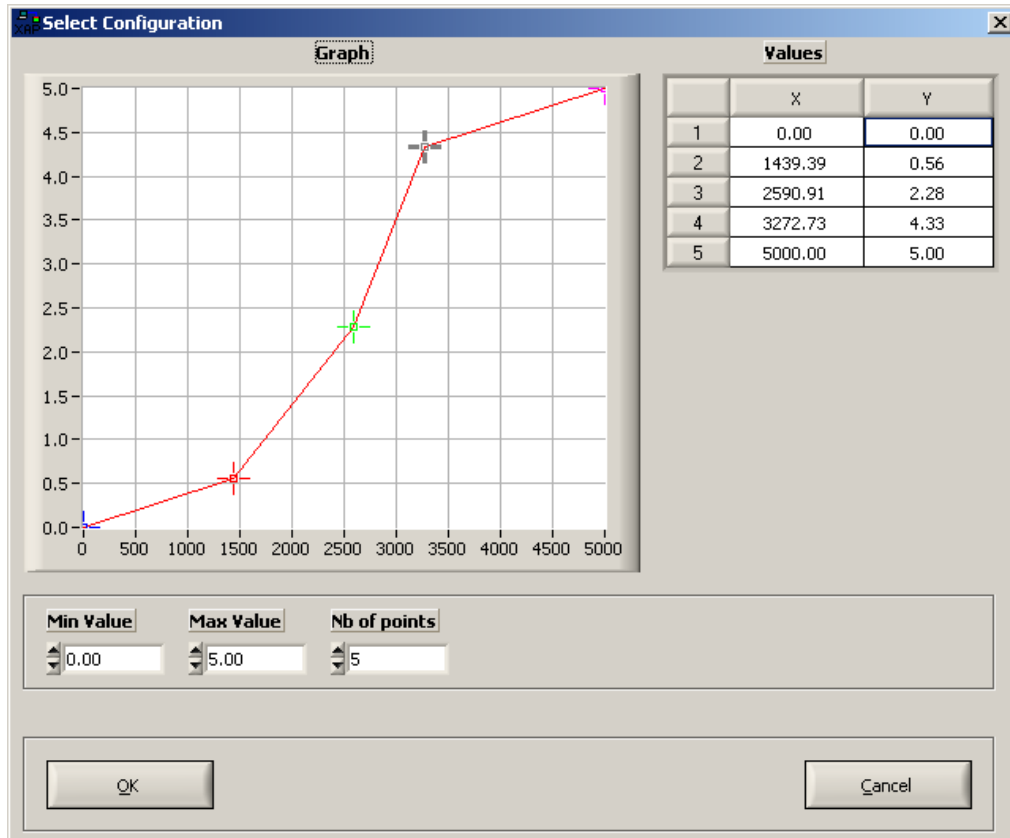 XAP Select Configuration
Graph
Values
5.0
4.5
4.0
3.5
3.0
2.5
2.0
1.5
1.0
0.5
0.0
0 500 1000 1500 2000 2500 3000 3500 4000 4500 5000
X Y
1 0.00 0.00
2 1439.39 0.56
3 2590.91 2.28
4 3272.73 4.33
5 5000.00 5.00
Min Value Max Value Nb of points
0.00 5.00 5
OK Cancel